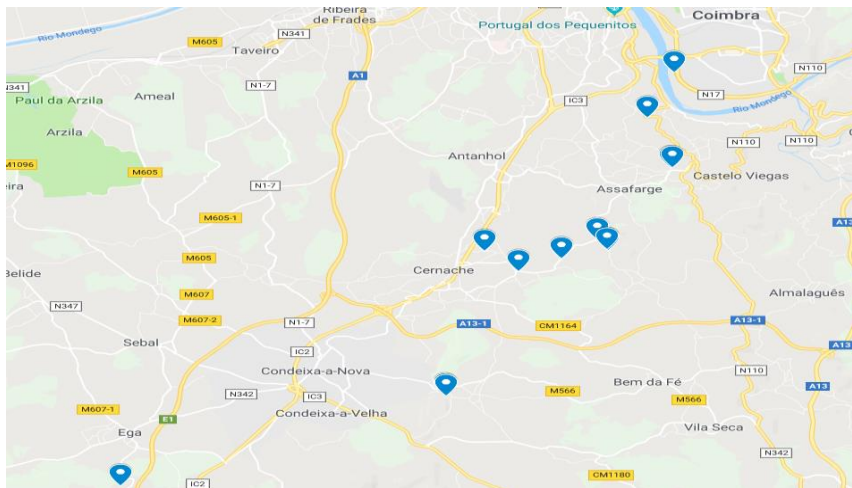 Ribeira
de Frades
Coimbra
Portugal dos Pequenitos
Rio Mondego
M605
N341
Taveiro
A1
N110
N341
N1-7
Paul da Arzila
Ameal
IC3
N17
Rio Mondego
Arzila
N110
N110
Antanhol
M1096
M605
N1-7
Castelo Viegas
Assafarge
M605-1
A13
M605
Cernache
Belide
M607
Almalaguês
N347
M607-2
N1-7
A13-1
CM1164
A13-1
Sebal
IC2
A13
Condeixa-a-Nova
N110
Bem da Fé
A13
N342
IC3
M566
M566
M607-1
Condeixa-a-Velha
E1
Vila Seca
Ega
N342
CM1180
IC2